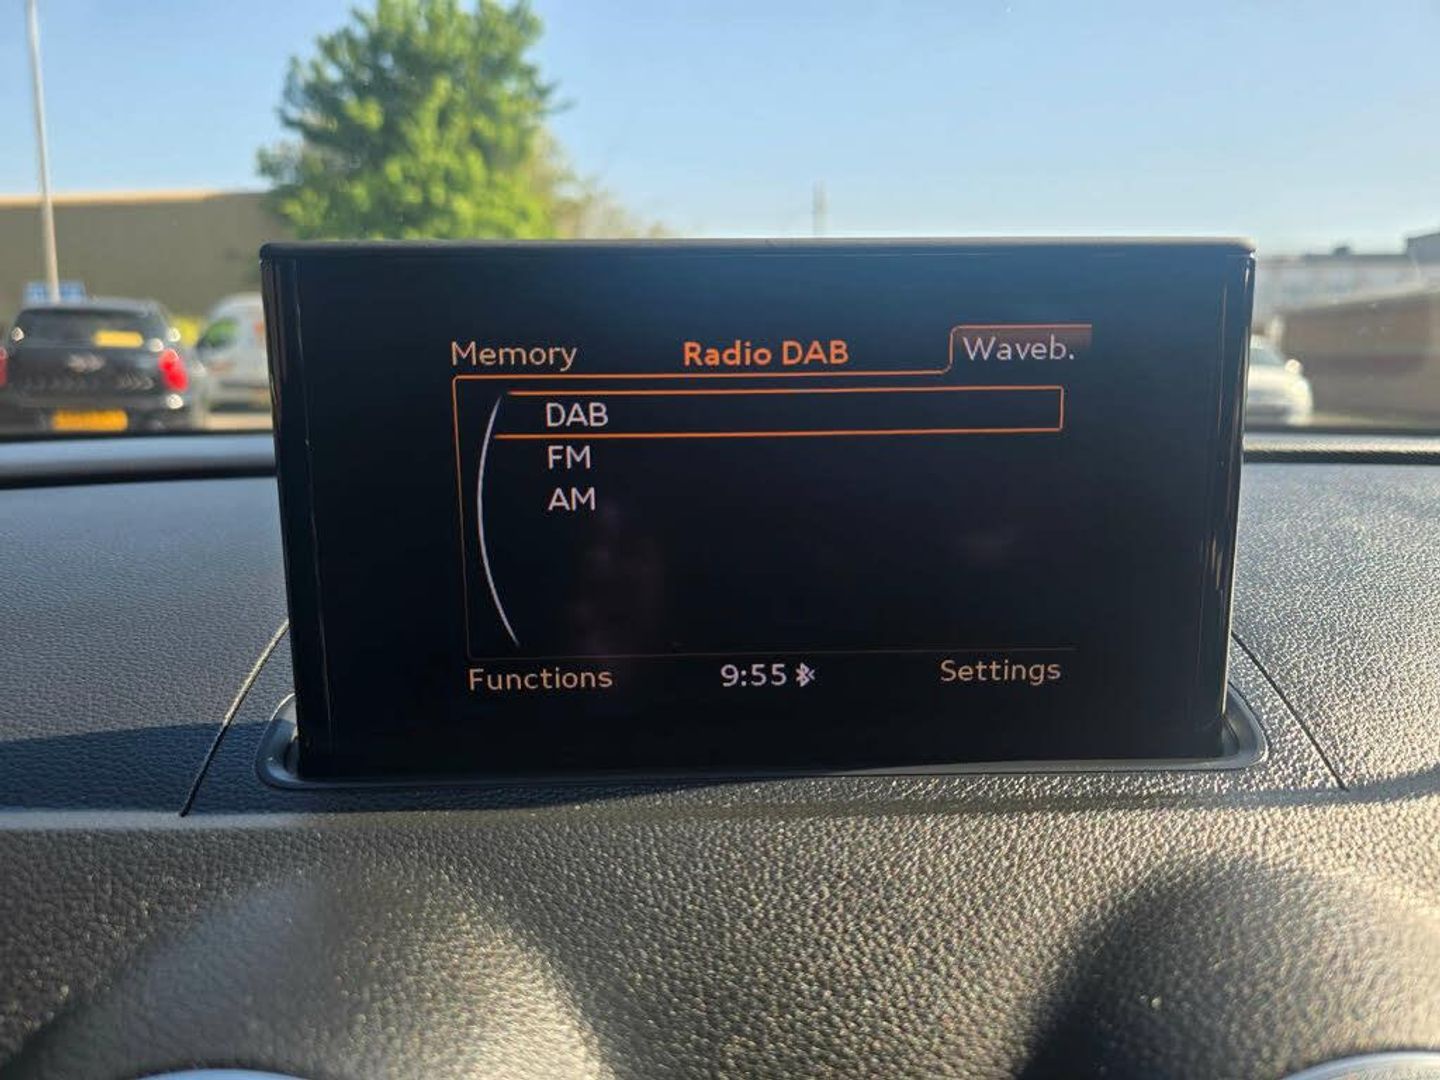 Memory Radio DAB Waveb.
DAB
FM
AM
Functions 9:55 Settings